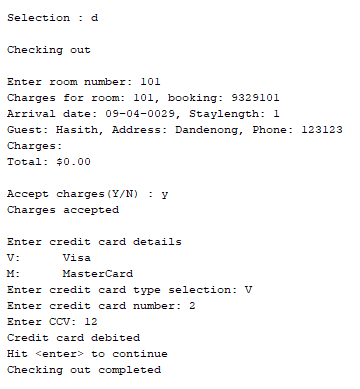 Selection : d
Checking out
Enter room number: 101
Charges for room: 101, booking: 9329101
Arrival date: 09-04-0029, Staylength: 1
Guest: Hasith, Address: Dandenong, Phone: 123123
Charges:
Total: $0.00
Accept charges(Y/N) : y
Charges accepted
Enter credit card details
V:      Visa
M:      MasterCard
Enter credit card type selection: V
Enter credit card number: 2
Enter CCV: 12
Credit card debited
Hit <enter> to continue
Checking out completed